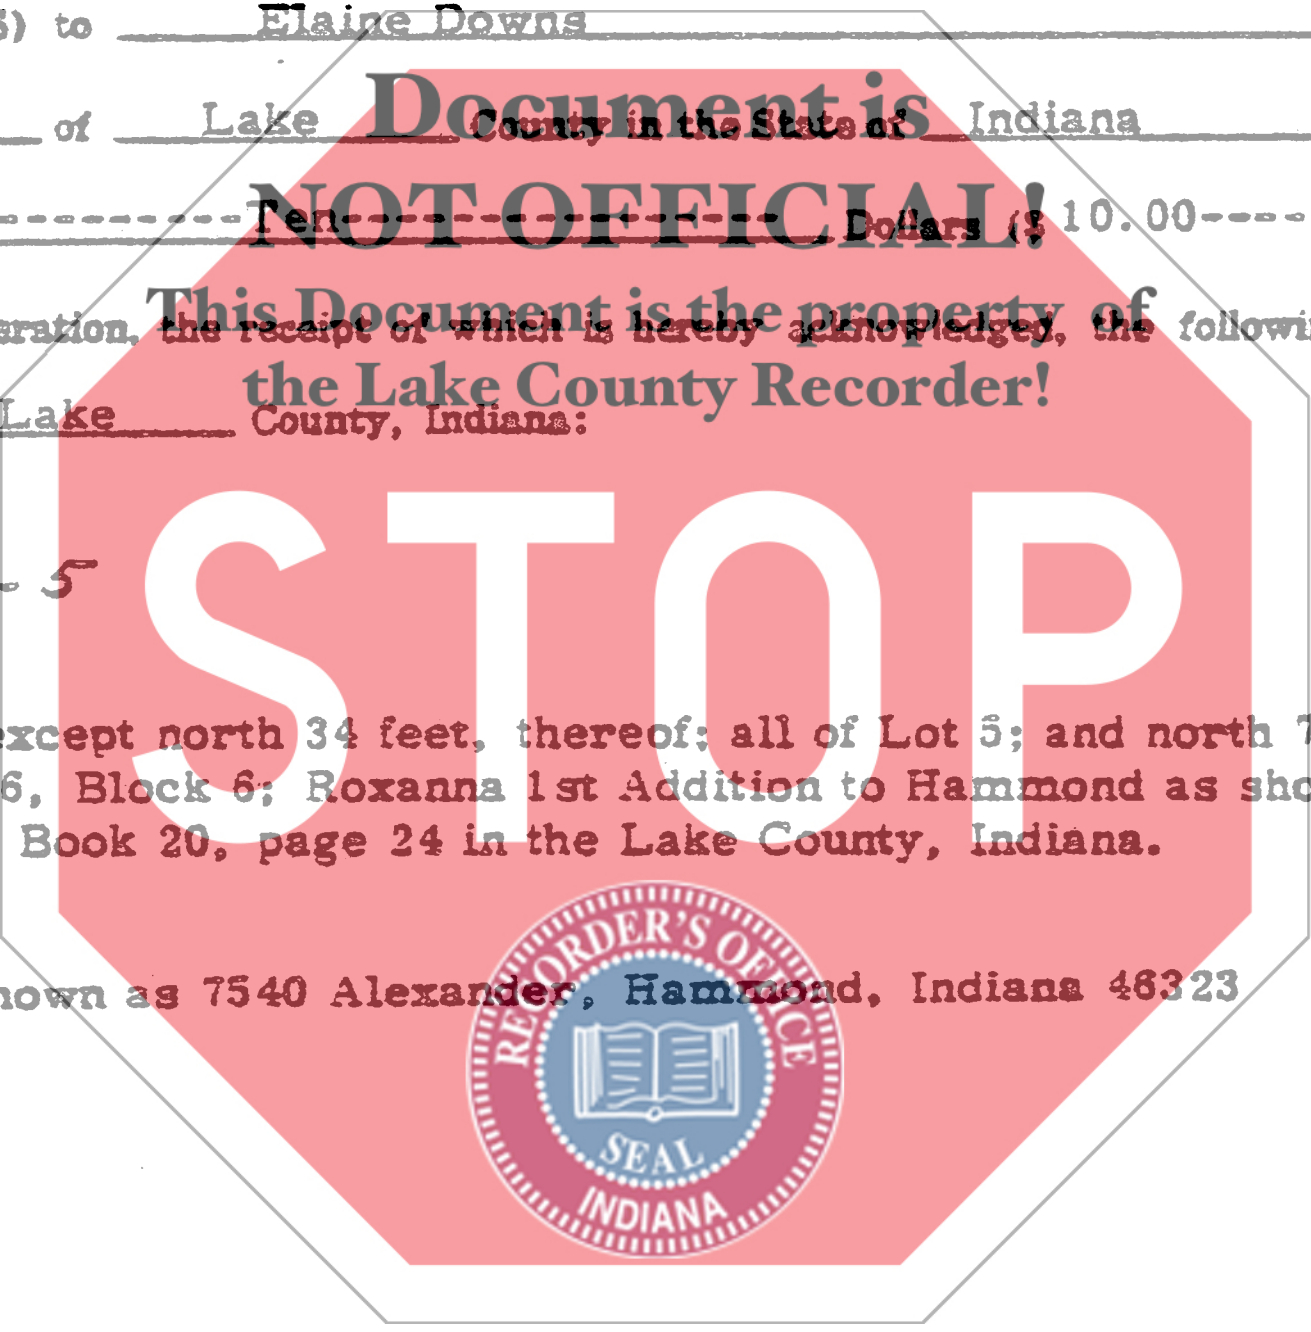 S) to Elaine Downs
Document is
of Lake County in the State of Indiana
NOT OFFICIAL!
---------Ten----------------- Dollars ($ 10.00----
This Document is the property of
eration, the receipt of which is hereby acknowledged, the followi
the Lake County Recorder!
Lake County, Indiana:
STOP
- 5
except north 34 feet, thereof; all of Lot 5; and north
6, Block 6; Roxanna 1st Addition to Hammond as sho
Book 20, page 24 in the Lake County, Indiana.
RECORDER'S OFFICE
nown as 7540 Alexander, Hammond, Indiana 46323
SEAL
INDIANA